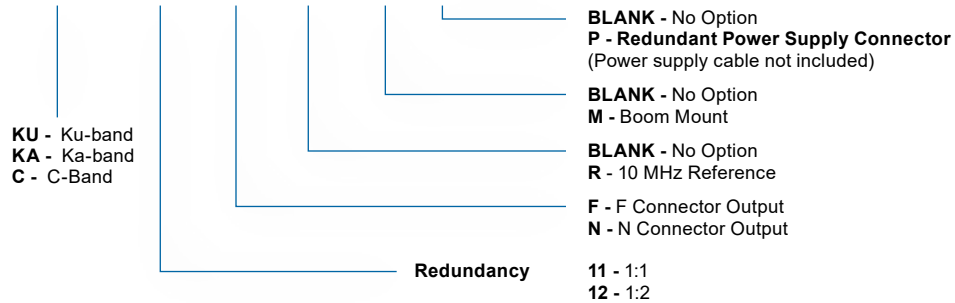 BLANK - No Option
P - Redundant Power Supply Connector
(Power supply cable not included)
BLANK - No Option
M - Boom Mount
KU - Ku-band
KA - Ka-band
C - C-Band
BLANK - No Option
R - 10 MHz Reference
F - F Connector Output
N - N Connector Output
Redundancy
11 - 1:1
12 - 1:2